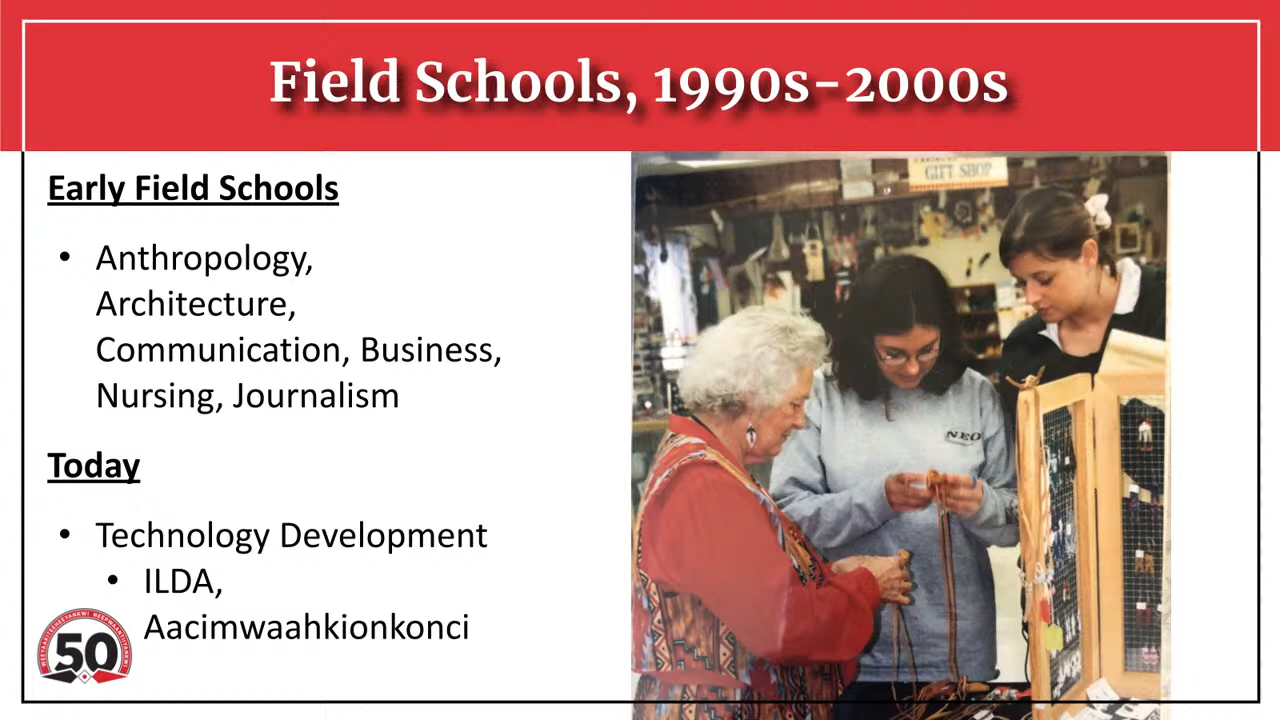 Field Schools, 1990s-2000s
Early Field Schools
• Anthropology,
Architecture,
Communication, Business,
Nursing, Journalism
Today
• Technology Development
• ILDA,
Aacimwaahkionkonci
50
GIFT SHOP
NEO